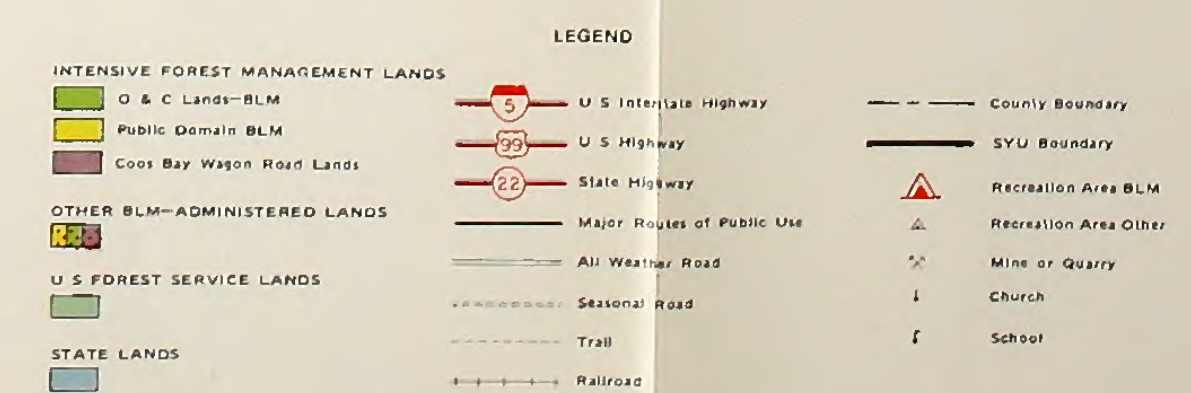 LEGEND
INTENSIVE FOREST MANAGEMENT LANDS
O & C Lands—BLM
Public Domain BLM
Coos Bay Wagon Road Lands
OTHER BLM—ADMINISTERED LANDS
U S FOREST SERVICE LANDS
STATE LANDS
5 U S Interstate Highway
99 U S Highway
22 State Highway
Major Routes of Public Use
All Weather Road
Seasonal Road
Trail
Railroad
County Boundary
SYU Boundary
Recreation Area BLM
Recreation Area Other
Mine or Quarry
Church
School